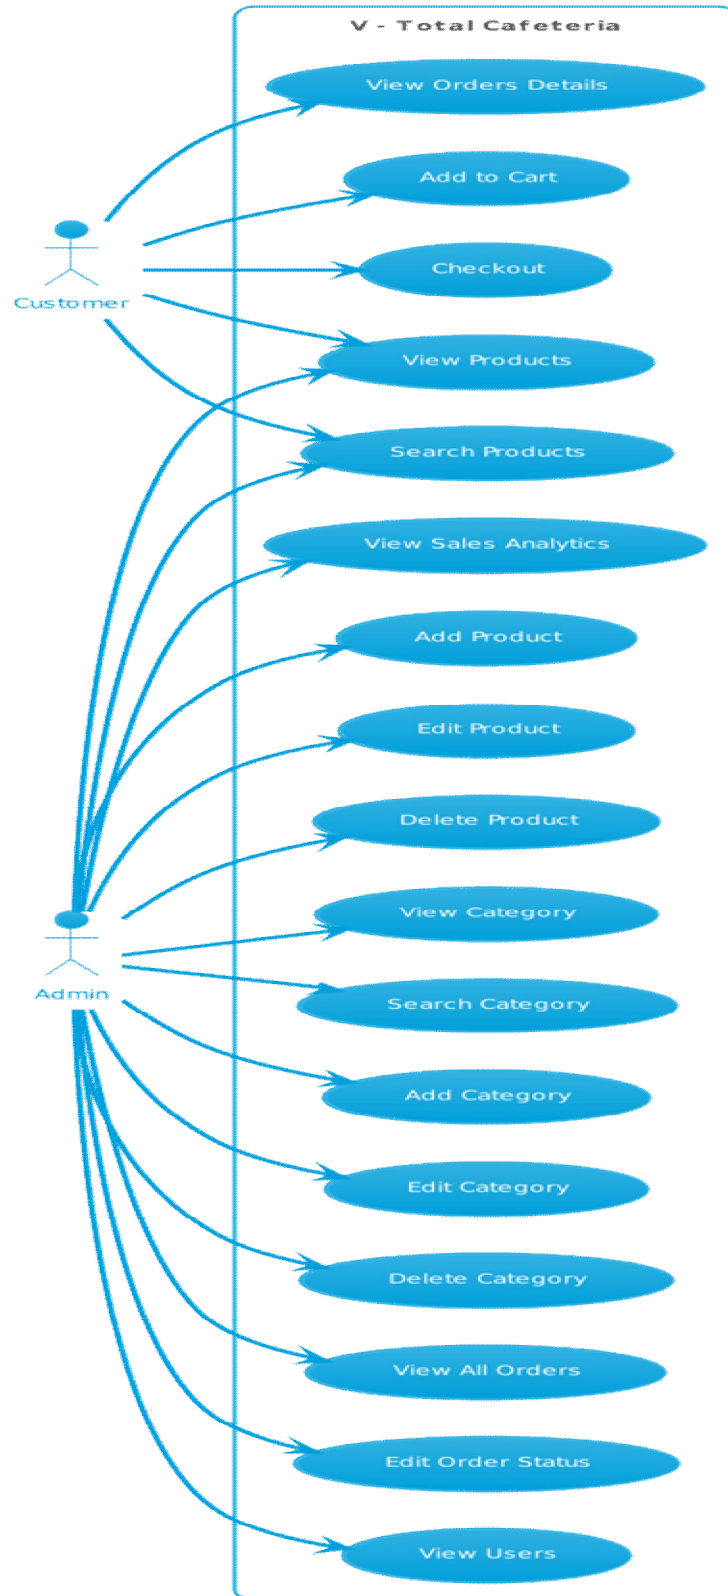 V - Total Cafeteria
View Orders Details
Add to Cart
Checkout
Customer
View Products
Search Products
View Sales Analytics
Add Product
Edit Product
Delete Product
View Category
Admin
Search Category
Add Category
Edit Category
Delete Category
View All Orders
Edit Order Status
View Users